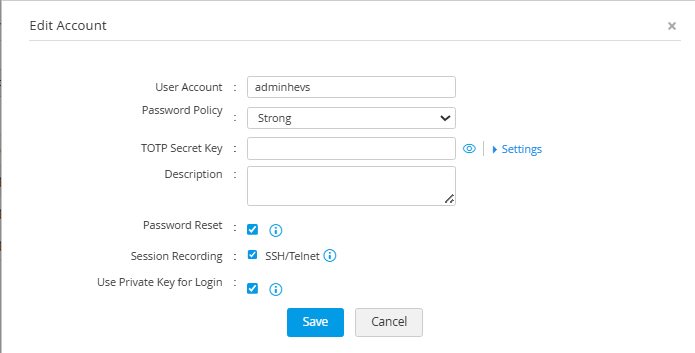 Edit Account ×
User Account : adminhevs
Password Policy : Strong
TOTP Secret Key : Settings
Description :
Password Reset :
Session Recording : SSH/Telnet
Use Private Key for Login :
Save Cancel